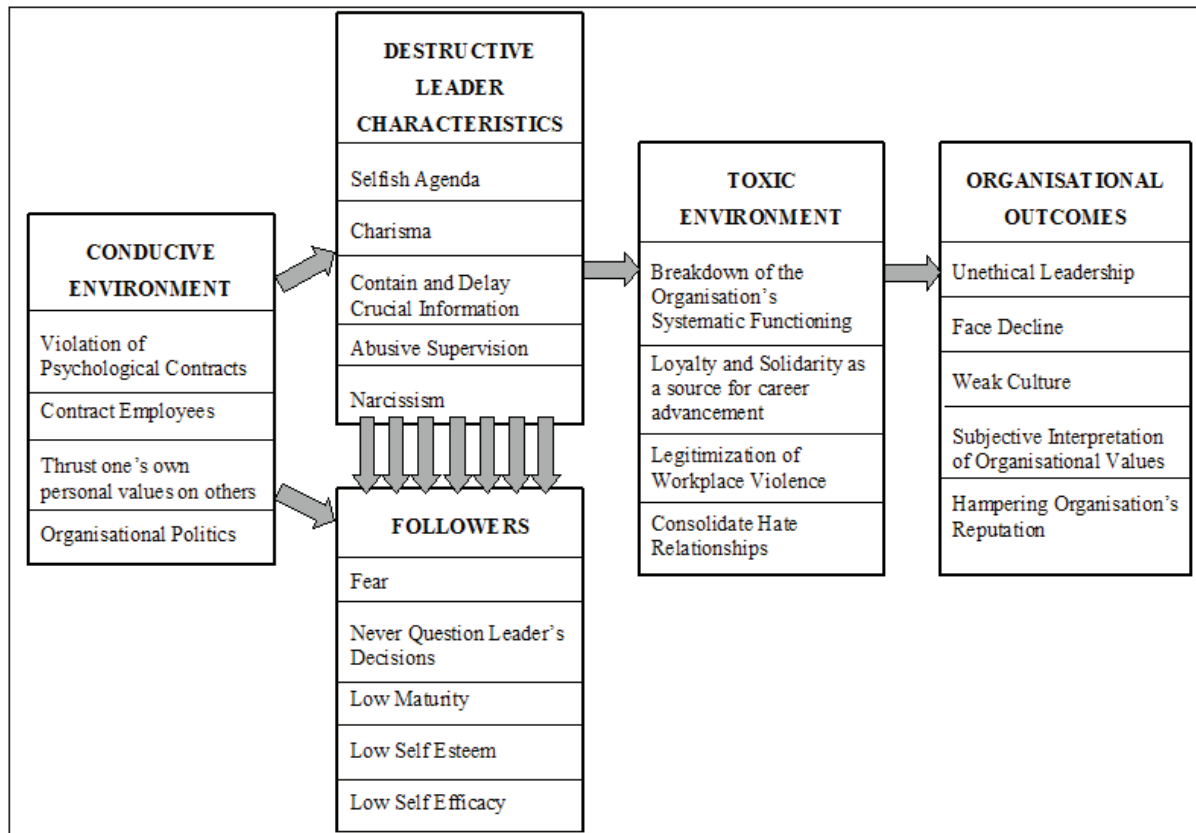 CONDUCIVE
ENVIRONMENT
Violation of
Psychological Contracts
Contract Employees
Thrust one's own
personal values on others
Organisational Politics
DESTRUCTIVE
LEADER
CHARACTERISTICS
Selfish Agenda
Charisma
Contain and Delay
Crucial Information
Abusive Supervision
Narcissism
FOLLOWERS
Fear
Never Question Leader's
Decisions
Low Maturity
Low Self Esteem
Low Self Efficacy
TOXIC
ENVIRONMENT
Breakdown of the
Organisation's
Systematic Functioning
Loyalty and Solidarity as
a source for career
advancement
Legitimization of
Workplace Violence
Consolidate Hate
Relationships
ORGANISATIONAL
OUTCOMES
Unethical Leadership
Face Decline
Weak Culture
Subjective Interpretation
of Organisational Values
Hampering Organisation's
Reputation